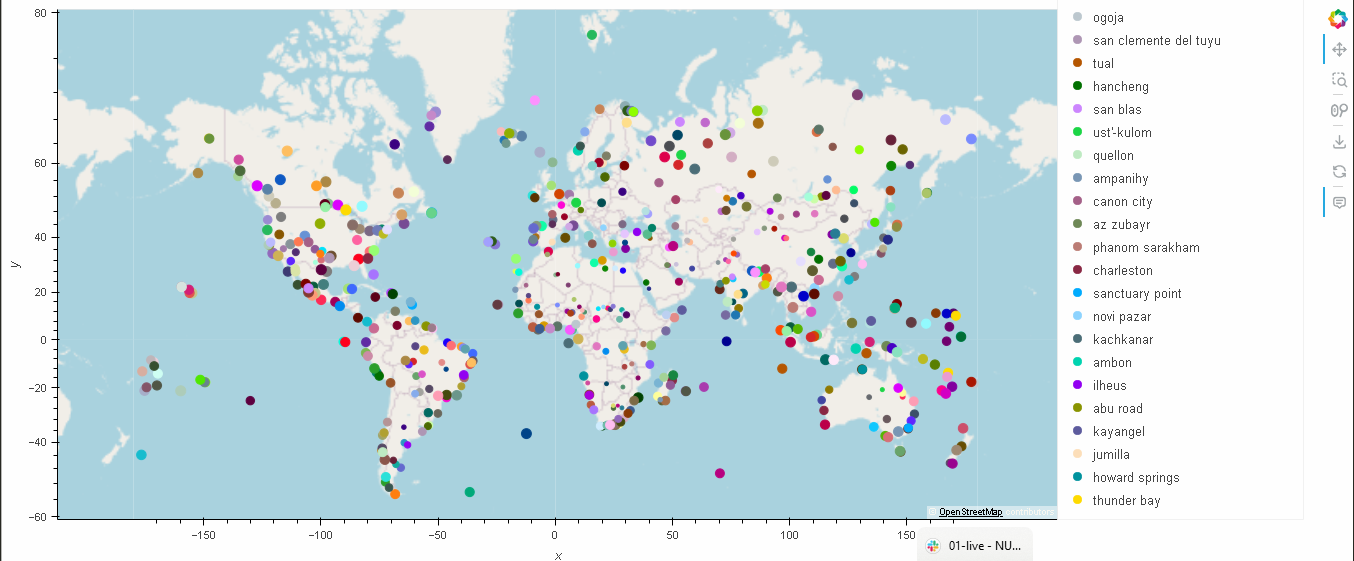 80
60
40
20
0
−20
−40
−60
y
−150
−100
−50
0
50
100
150
x
OpenStreetMap contributors
ogoja
san clemente del tuyu
tual
hancheng
san blas
ust'-kulom
quellon
ampanihy
canon city
az zubayr
phanom sarakham
charleston
sanctuary point
novi pazar
kachkanar
ambon
ilheus
abu road
kayangel
jumilla
howard springs
thunder bay
01-live - NU...